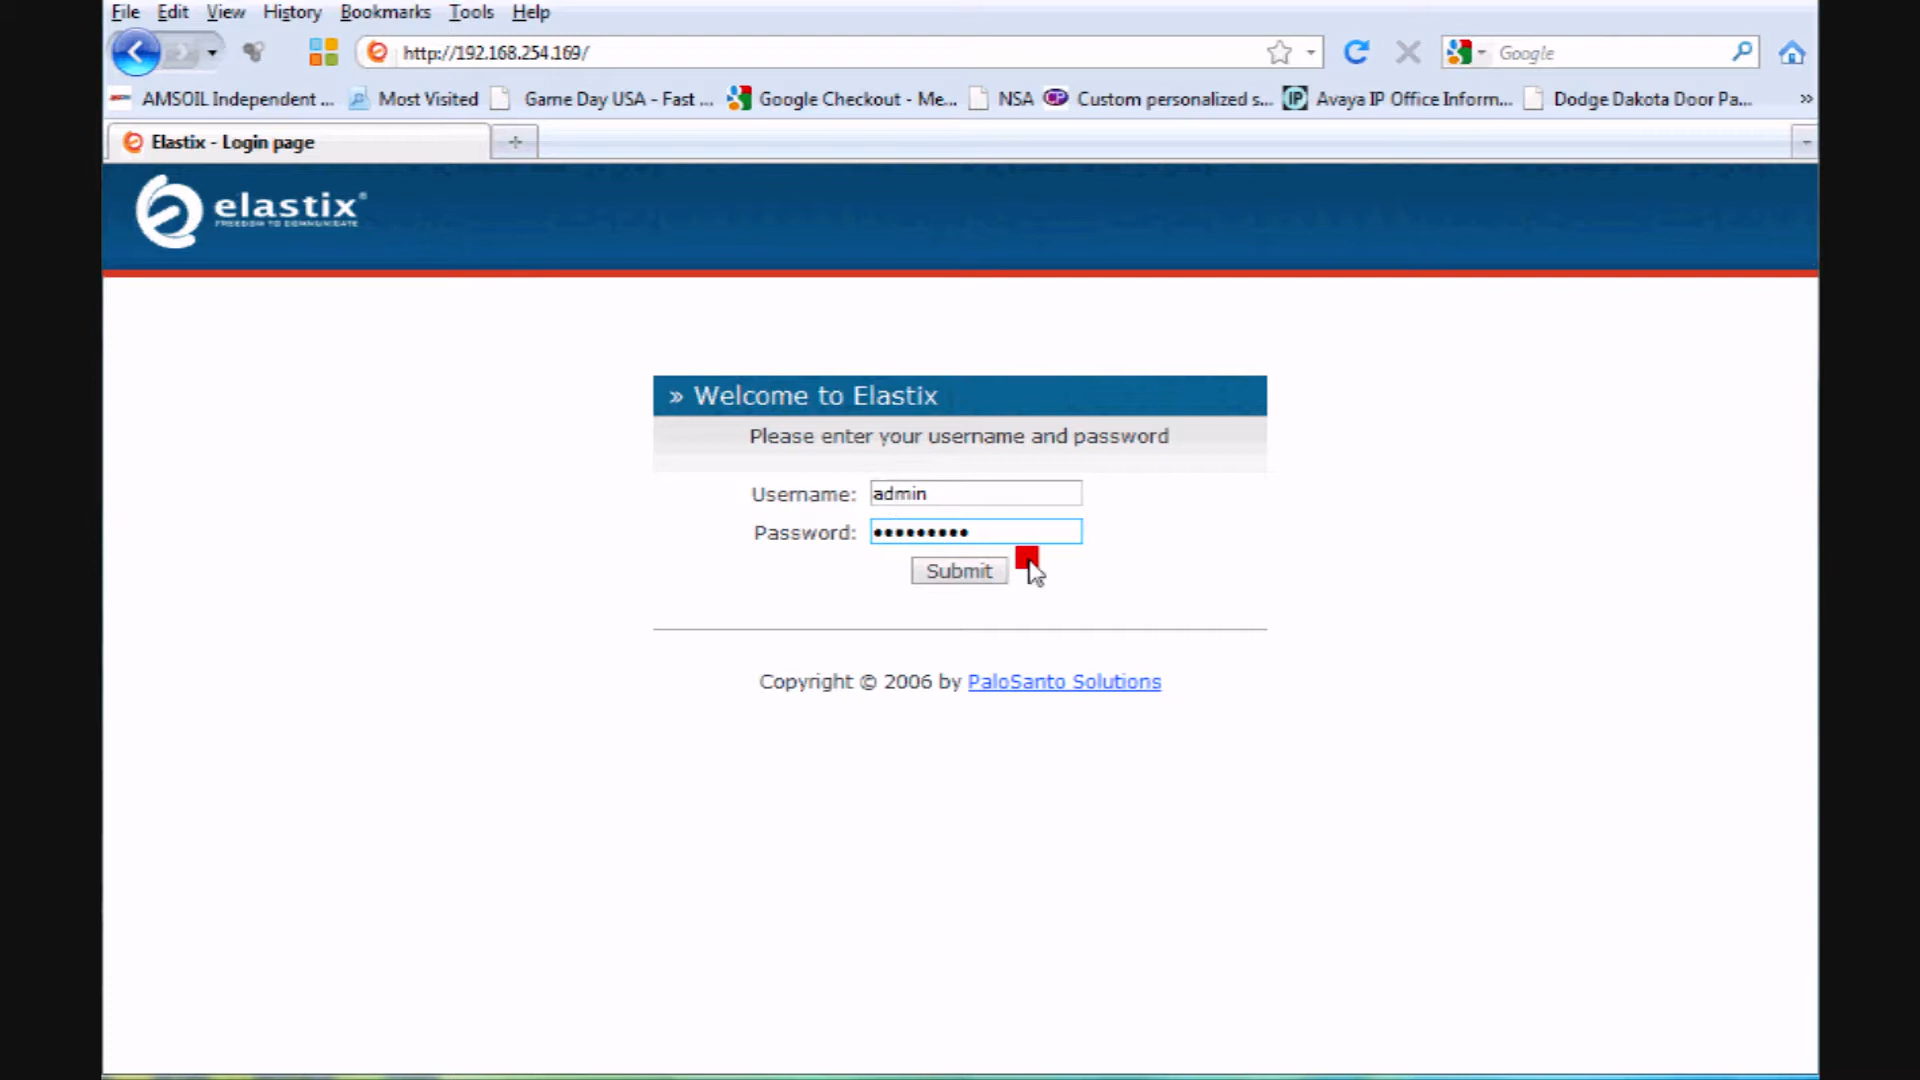 File Edit View History Bookmarks Tools Help
http://192.168.254.169/
Google
AMSOIL Independent ... Most Visited Game Day USA - Fast ... Google Checkout - Me... NSA Custom personalized s... Avaya IP Office Inform... Dodge Dakota Door Pa... »
Elastix - Login page
elastix®
FREEDOM TO COMMUNICATE
» Welcome to Elastix
Please enter your username and password
Username: admin
Password: •••••••••
Submit
Copyright © 2006 by PaloSanto Solutions